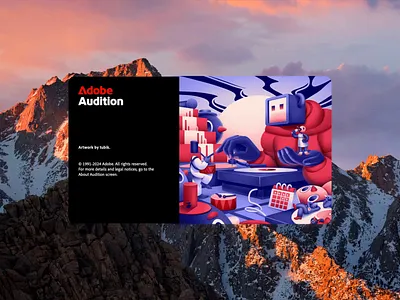 Adobe
Audition
Artwork by tubik.
© 1991-2024 Adobe. All rights reserved.
For more details and legal notices, go to the
About Audition screen.